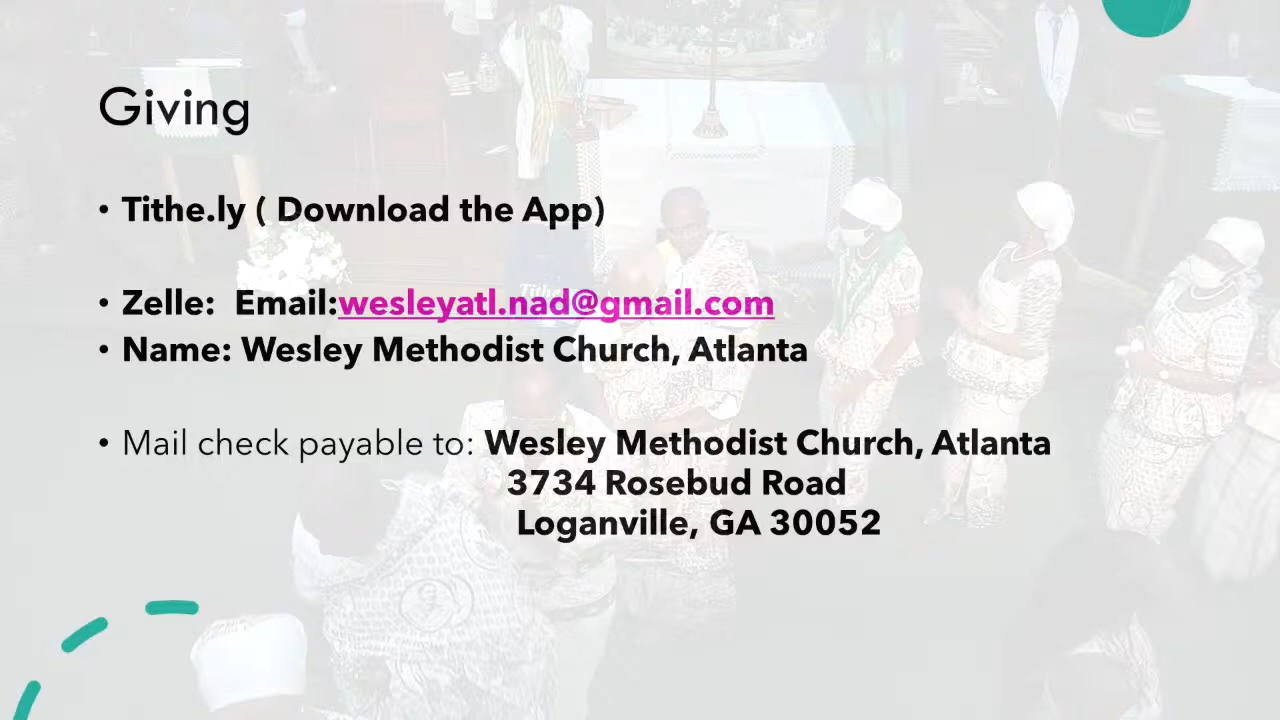 Giving
• Tithe.ly ( Download the App)
• Zelle:  Email:wesleyatl.nad@gmail.com
• Name: Wesley Methodist Church, Atlanta
• Mail check payable to: Wesley Methodist Church, Atlanta
3734 Rosebud Road
Loganville, GA 30052